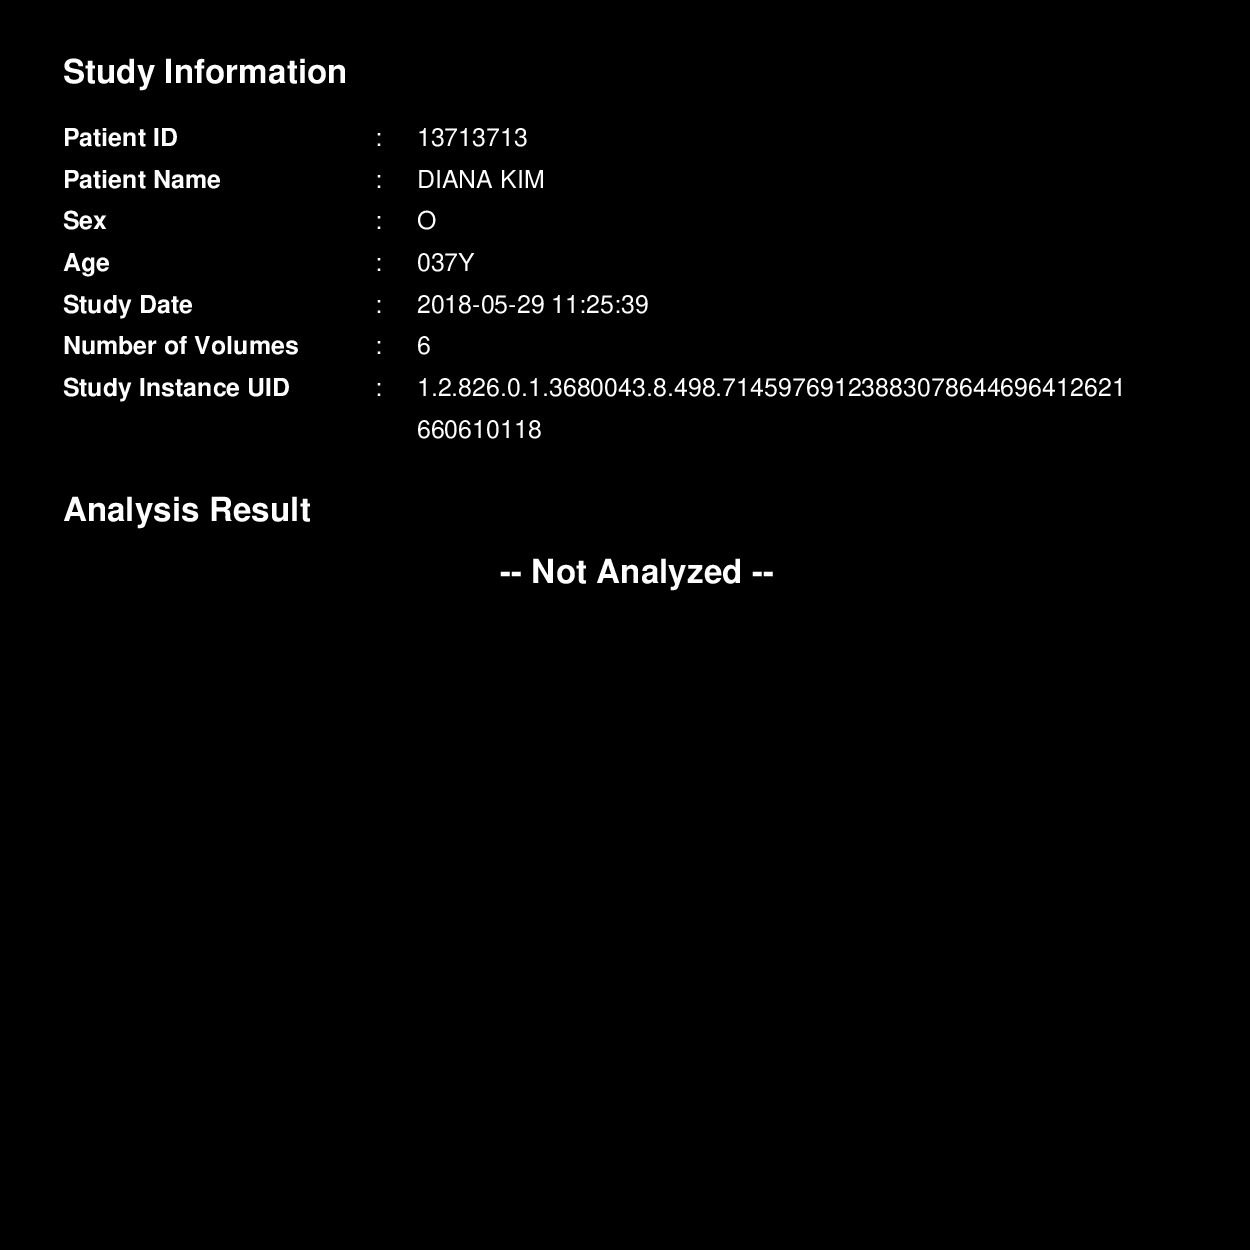 Study Information
Patient ID : 13713713
Patient Name : DIANA KIM
Sex : O
Age : 037Y
Study Date : 2018-05-29 11:25:39
Number of Volumes : 6
Study Instance UID : 1.2.826.0.1.3680043.8.498.71459769123883078644696412621
660610118
Analysis Result
-- Not Analyzed --